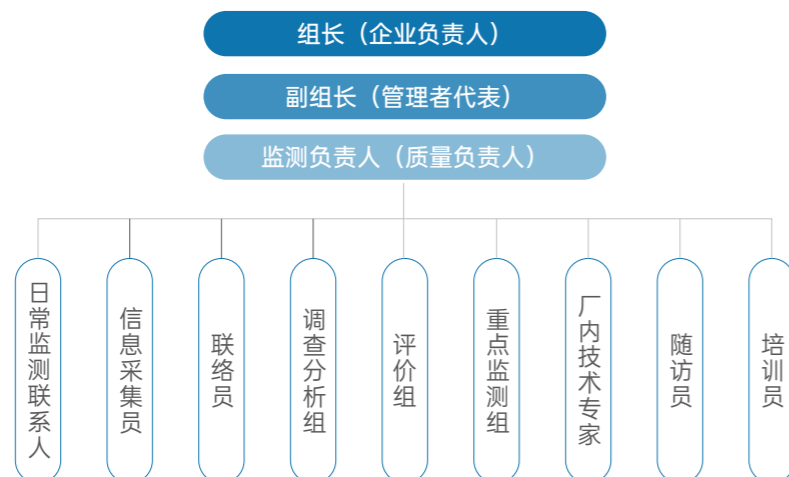 组长（企业负责人）
副组长（管理者代表）
监测负责人（质量负责人）
日常监测联系人
信息采集员
联络员
调查分析组
评价组
重点监测组
厂内技术专家
随访员
培训员